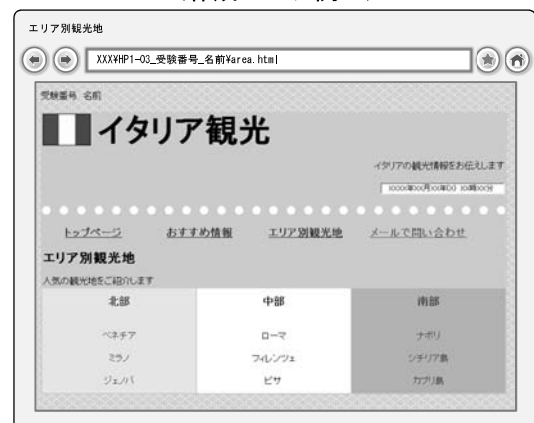 エリア別観光地
XXX¥HP1-03_受験番号_名前¥area.html
受験番号 名前
イタリア観光
イタリアの観光情報をお伝えします
トップページ おすすめ情報 エリア別観光地 メールで問い合わせ
エリア別観光地
人気の観光地をご紹介します
北部 中部 南部
ベネチア ローマ ナポリ
ミラノ フィレンツェ シチリア島
ジェノバ ピサ カプリ島